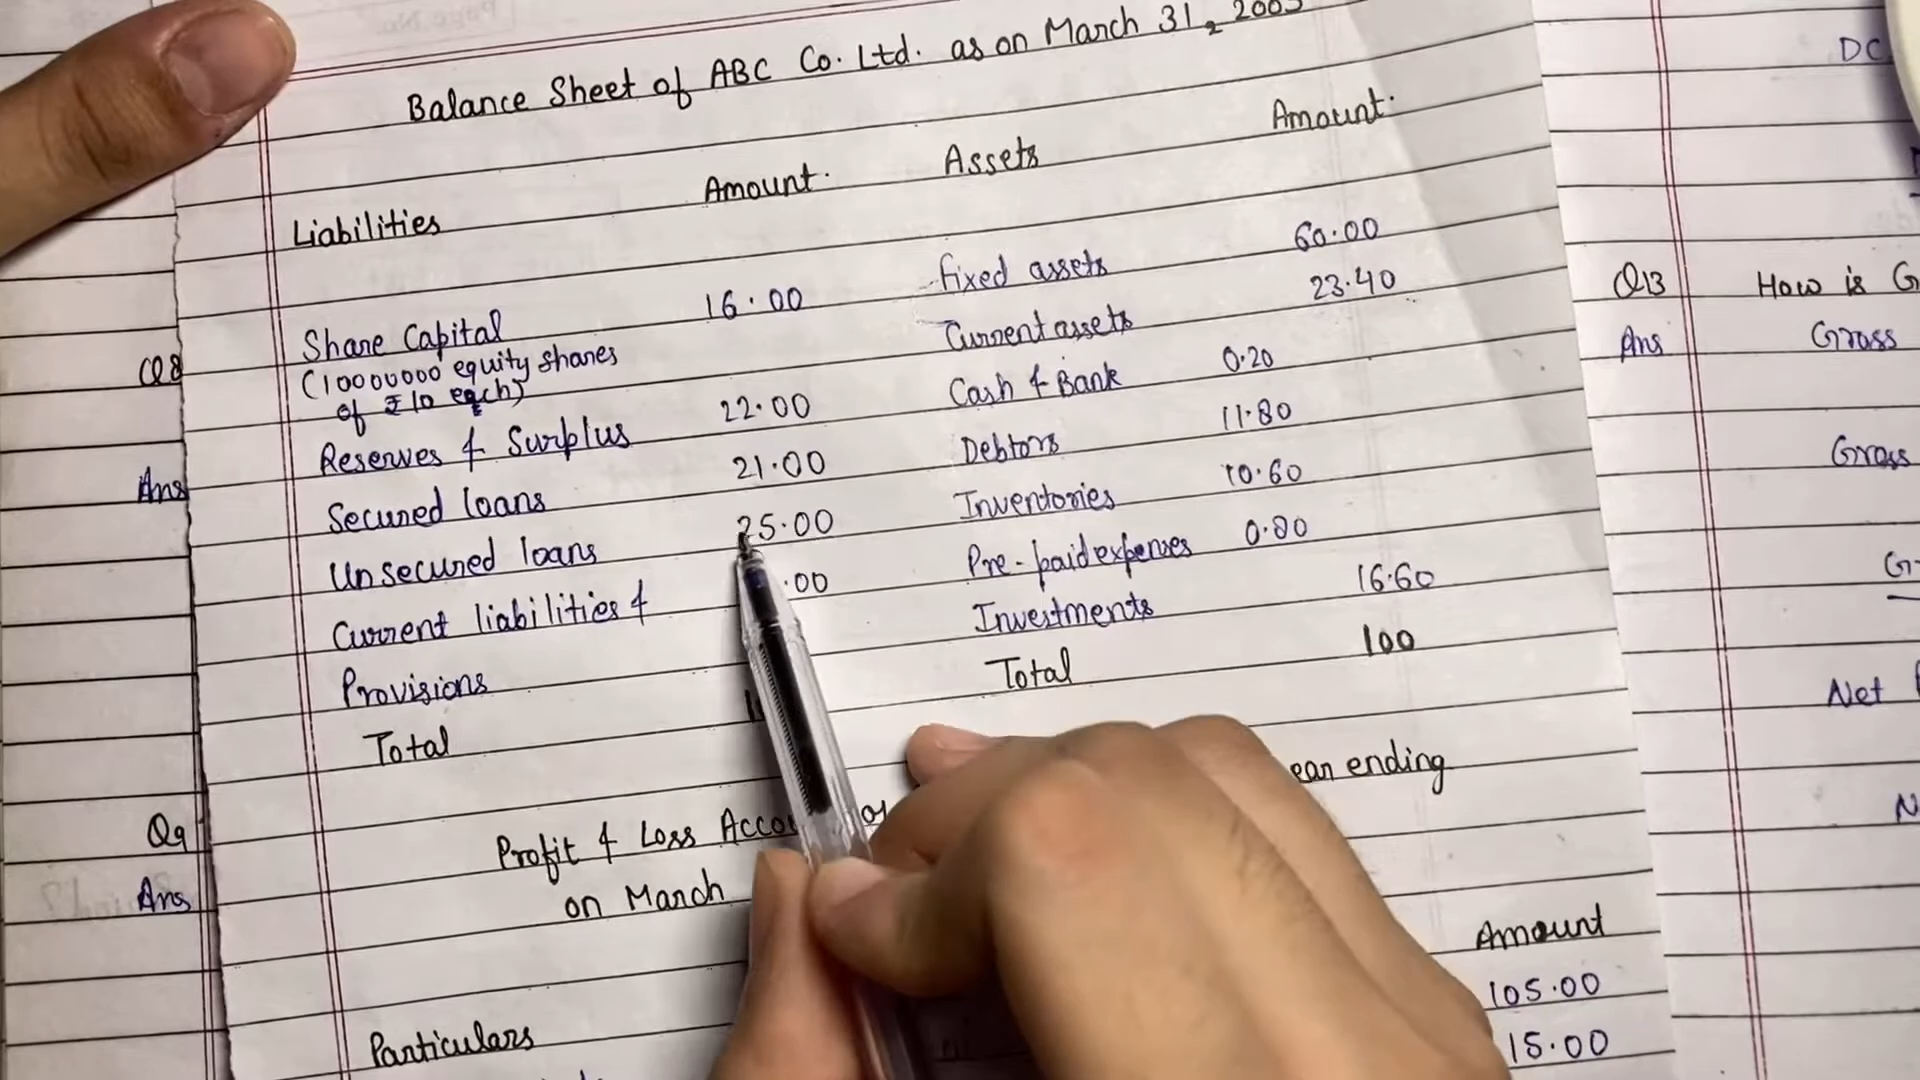 Balance Sheet of ABC Co. Ltd. as on March 31, 2003
Liabilities Amount. Assets Amount.
Share Capital 16.00 fixed assets 60.00
(10000000 equity shares Current assets 23.40
of ₹10 each)
Reserves & Surplus 22.00 Cash & Bank 0.20
Secured loans 21.00 Debtors 11.80
Unsecured loans 25.00 Inventories 10.60
Current liabilities & .00 Pre-paid expenses 0.80
Provisions Investments 16.60
Total Total 100
Profit & Loss ear ending
on March
Amount
Particulars 105.00
15.00
Q8
Ans
Q9
Ans
DC
Q13 How is G
Ans Gross
Gross
G
Net
N